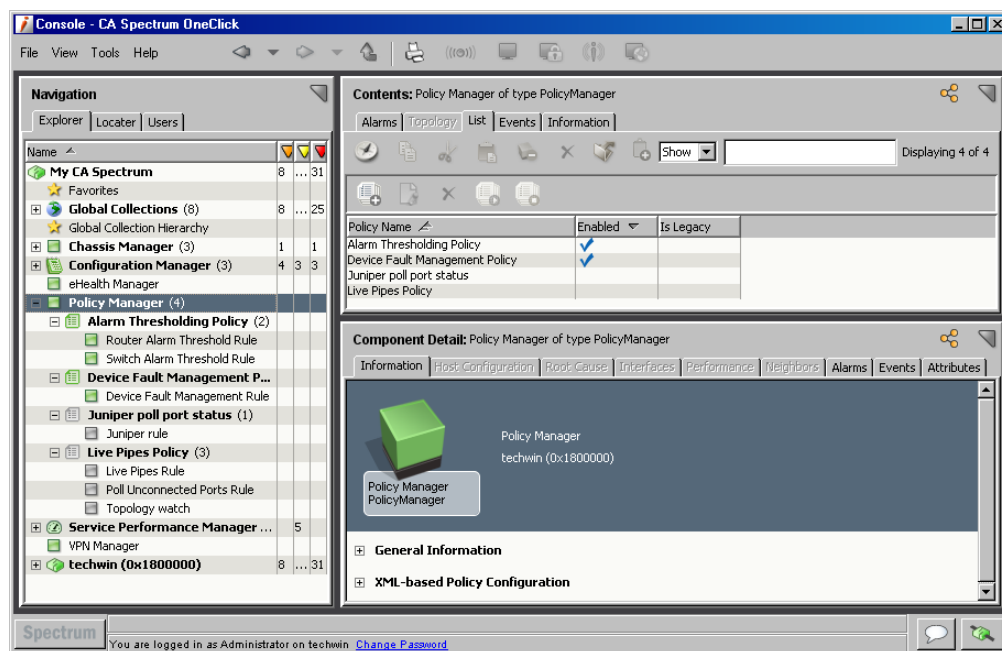 Console - CA Spectrum OneClick
File View Tools Help
Navigation
Explorer Locater Users
Name
My CA Spectrum 8 ... 31
Favorites
Global Collections (8) 8 ... 25
Global Collection Hierarchy
Chassis Manager (3) 1 1
Configuration Manager (3) 4 3 3
eHealth Manager
Policy Manager (4)
Alarm Thresholding Policy (2)
Router Alarm Threshold Rule
Switch Alarm Threshold Rule
Device Fault Management P...
Device Fault Management Rule
Juniper poll port status (1)
Juniper rule
Live Pipes Policy (3)
Live Pipes Rule
Poll Unconnected Ports Rule
Topology watch
Service Performance Manager ... 5
VPN Manager
techwin (0x1800000) 8 ... 31
Contents: Policy Manager of type PolicyManager
Alarms Topology List Events Information
Show Displaying 4 of 4
Policy Name Enabled Is Legacy
Alarm Thresholding Policy
Device Fault Management Policy
Juniper poll port status
Live Pipes Policy
Component Detail: Policy Manager of type PolicyManager
Information Host Configuration Root Cause Interfaces Performance Neighbors Alarms Events Attributes
Policy Manager
techwin (0x1800000)
Policy Manager
PolicyManager
General Information
XML-based Policy Configuration
Spectrum
You are logged in as Administrator on techwin Change Password